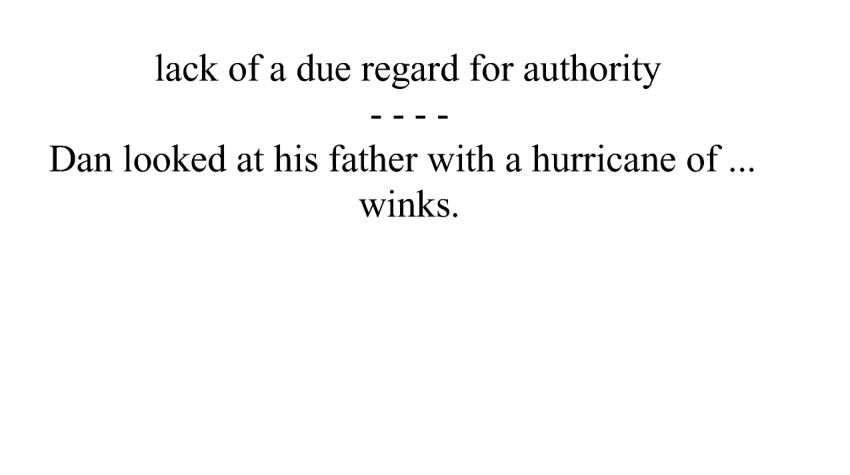 lack of a due regard for authority
- - - -
Dan looked at his father with a hurricane of ...
winks.